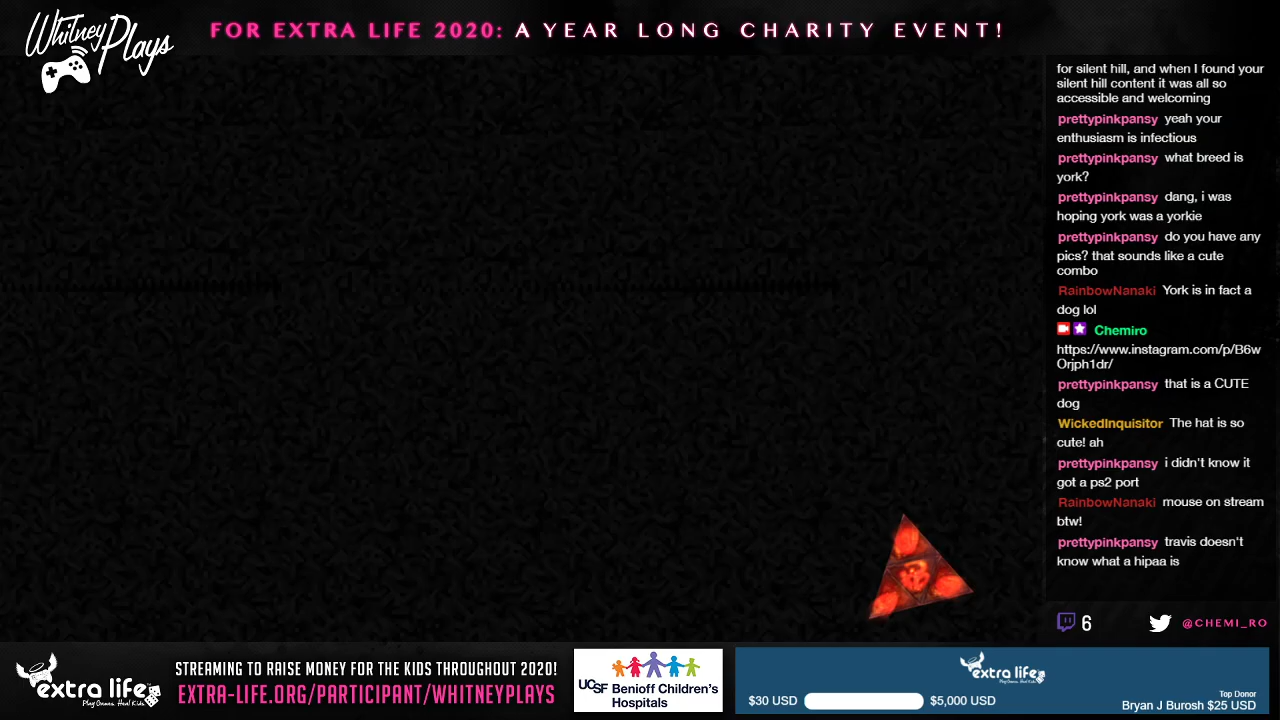 Whitney Plays
FOR EXTRA LIFE 2020: A YEAR LONG CHARITY EVENT!
for silent hill, and when I found your
silent hill content it was all so
accessible and welcoming
prettypinkpansy yeah your
enthusiasm is infectious
prettypinkpansy what breed is
york?
prettypinkpansy dang, i was
hoping york was a yorkie
prettypinkpansy do you have any
pics? that sounds like a cute
combo
RainbowNanaki York is in fact a
dog lol
Chemiro
https://www.instagram.com/p/B6w
Orjph1dr/
prettypinkpansy that is a CUTE
dog
WickedInquisitor The hat is so
cute! ah
prettypinkpansy i didn't know it
got a ps2 port
RainbowNanaki mouse on stream
btw!
prettypinkpansy travis doesn't
know what a hipaa is
6
@CHEMI_RO
extra life
Play Games. Heal Kids.
STREAMING TO RAISE MONEY FOR THE KIDS THROUGHOUT 2020!
EXTRA-LIFE.ORG/PARTICIPANT/WHITNEYPLAYS
UCSF Benioff Children's
Hospitals
extra life
Play Games. Heal Kids.
$30 USD
$5,000 USD
Top Donor
Bryan J Burosh $25 USD